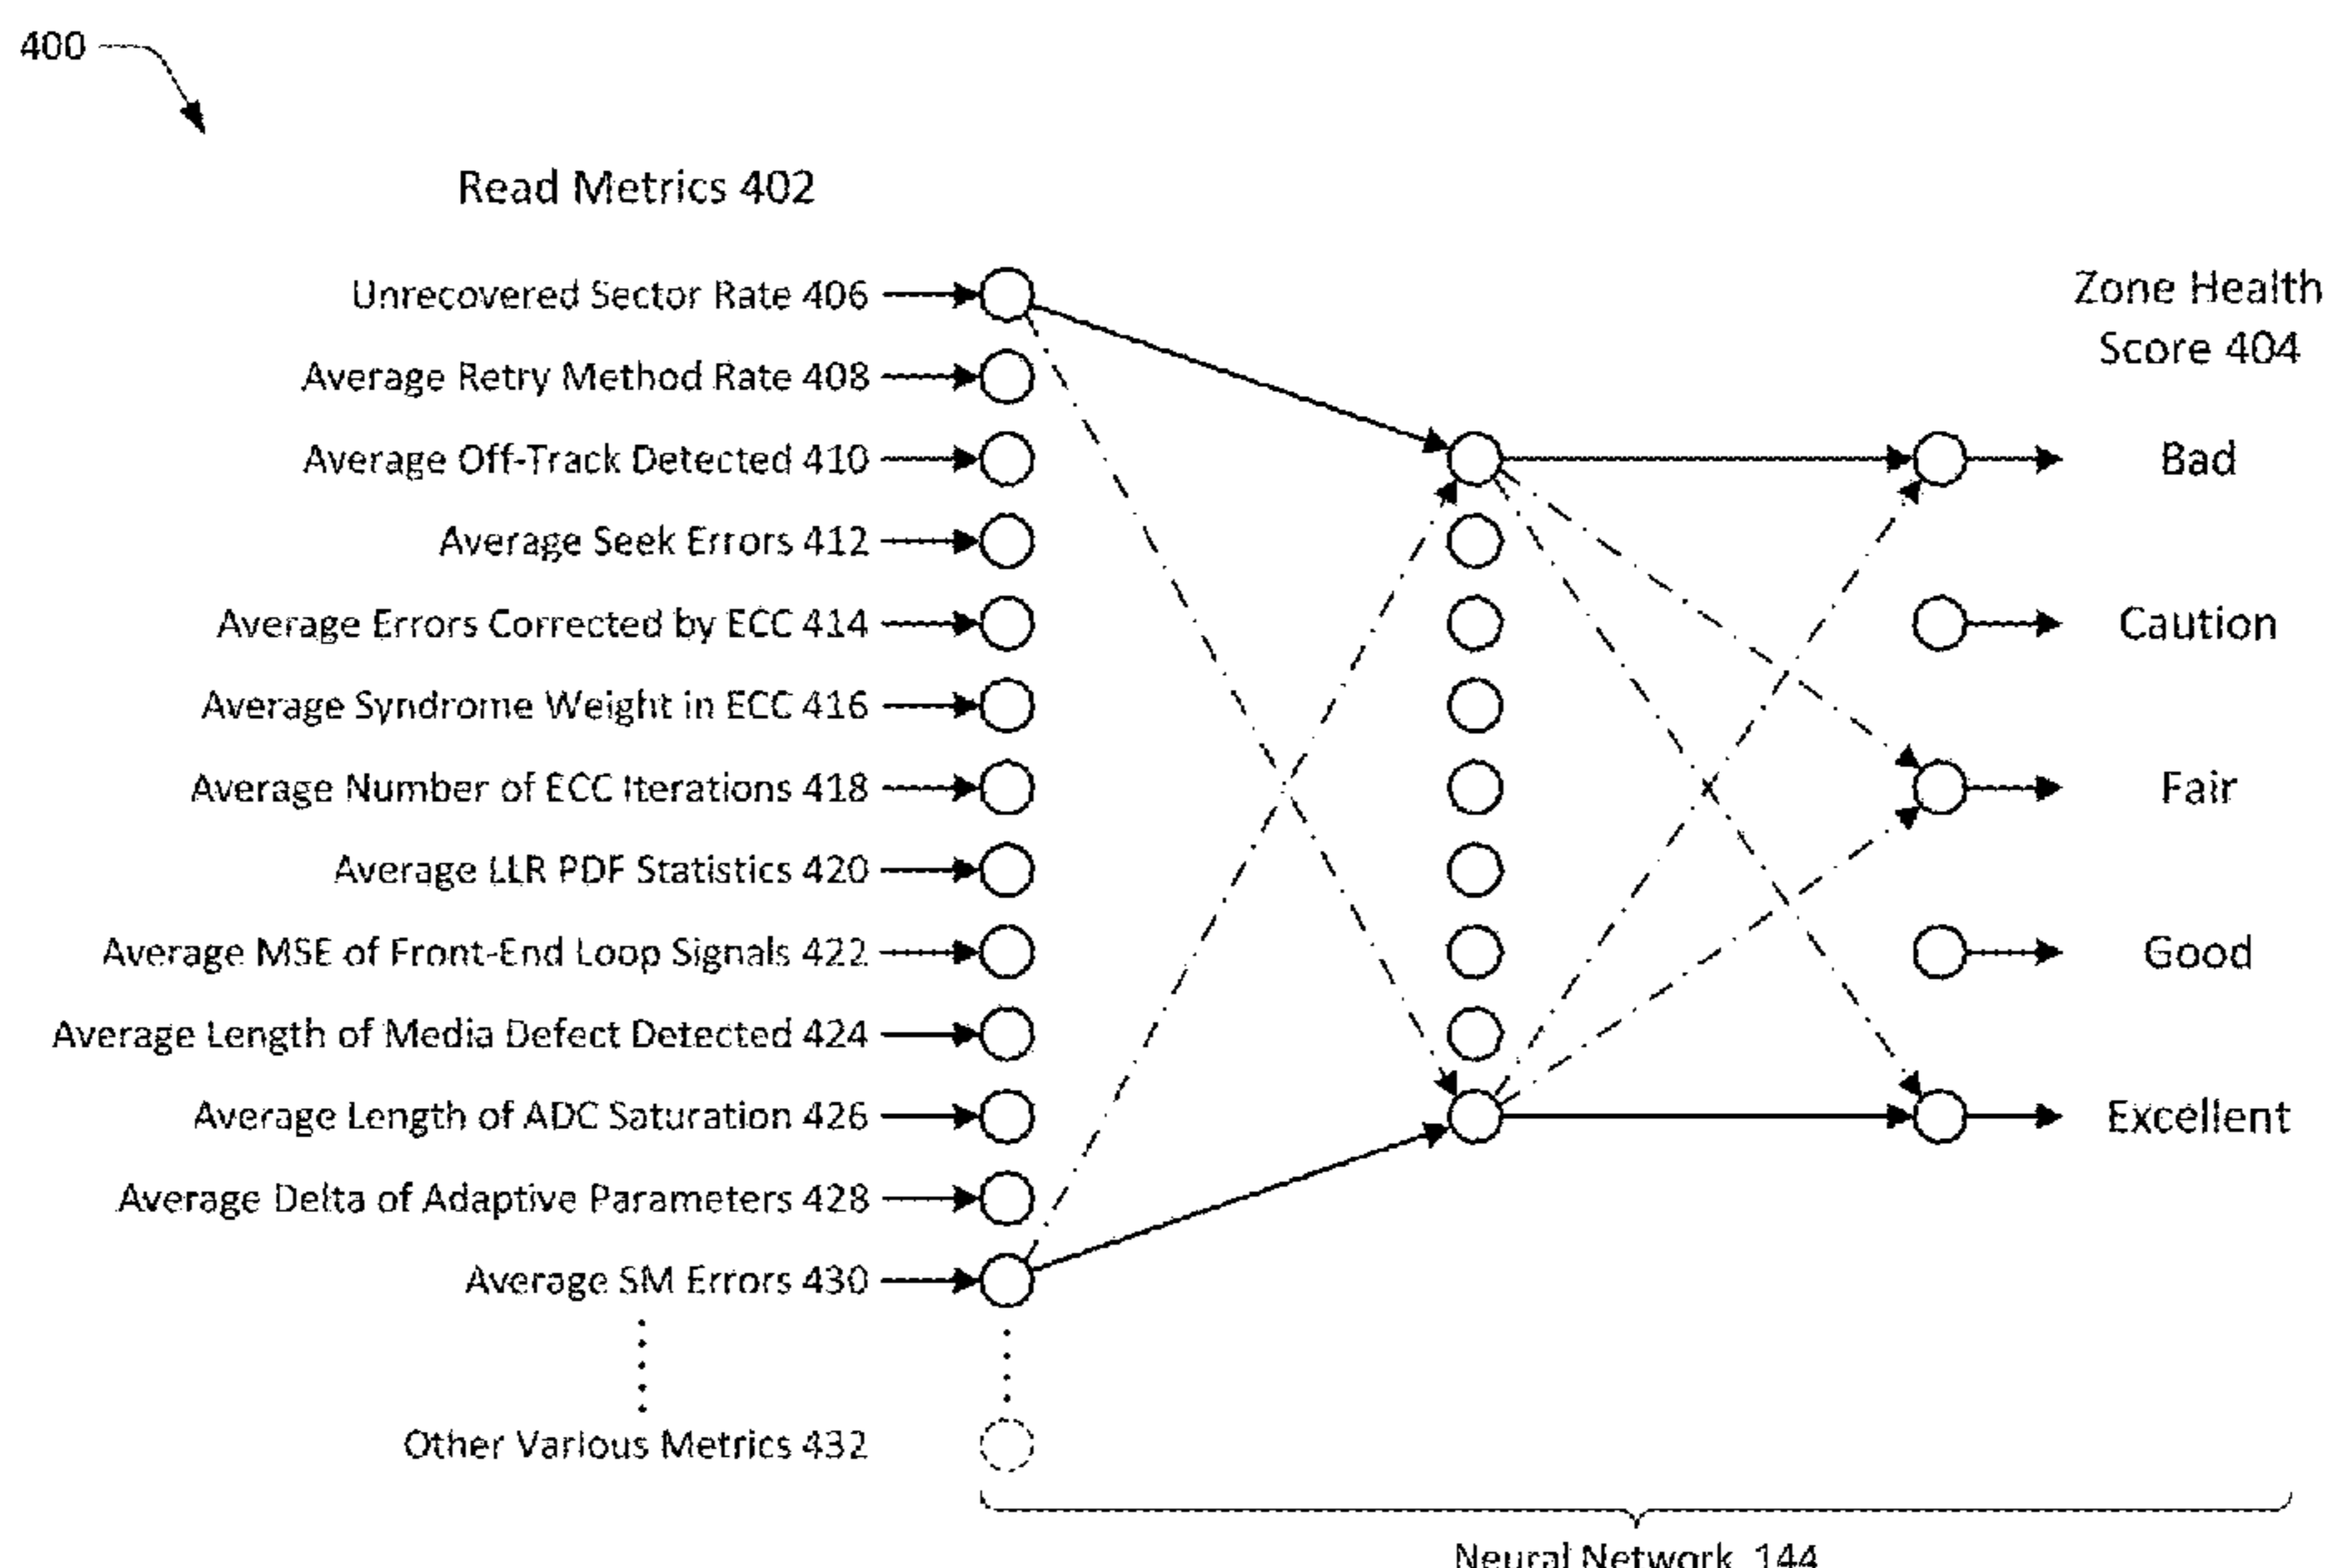 400
Read Metrics 402
Unrecovered Sector Rate 406
Average Retry Method Rate 408
Average Off-Track Detected 410
Average Seek Errors 412
Average Errors Corrected by ECC 414
Average Syndrome Weight in ECC 416
Average Number of ECC Iterations 418
Average LLR PDF Statistics 420
Average MSE of Front-End Loop Signals 422
Average Length of Media Defect Detected 424
Average Length of ADC Saturation 426
Average Delta of Adaptive Parameters 428
Average SM Errors 430
Other Various Metrics 432
Zone Health
Score 404
Bad
Caution
Fair
Good
Excellent
Neural Network 144